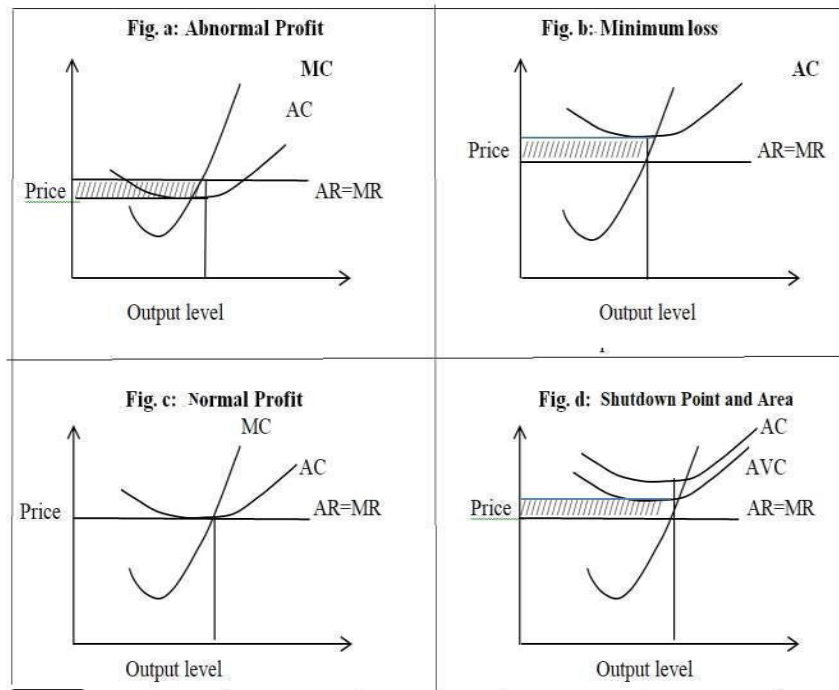 Fig. a: Abnormal Profit
MC
AC
Price
AR=MR
Output level
Fig. b: Minimum loss
AC
Price
AR=MR
Output level
Fig. c: Normal Profit
MC
AC
Price
AR=MR
Output level
Fig. d: Shutdown Point and Area
AC
AVC
Price
AR=MR
Output level